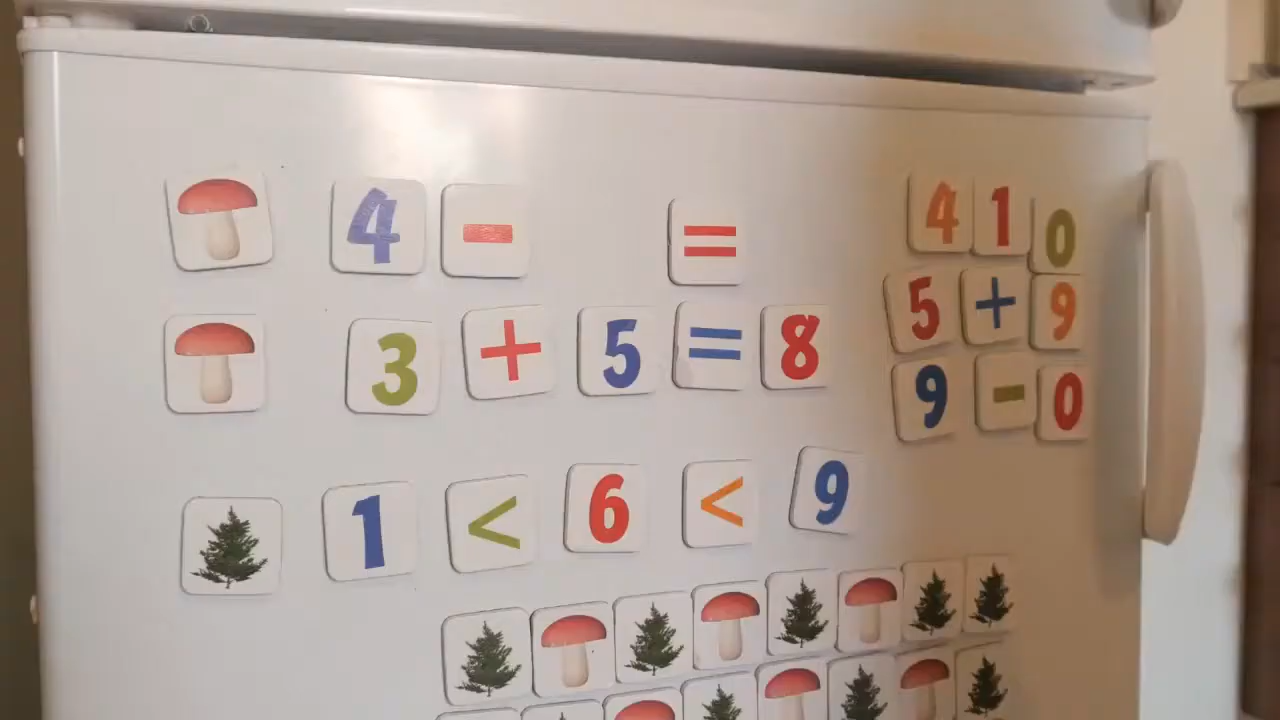 4 - =
3 + 5 = 8
1 < 6 < 9
4 1 0
5 + 9
9 - 0